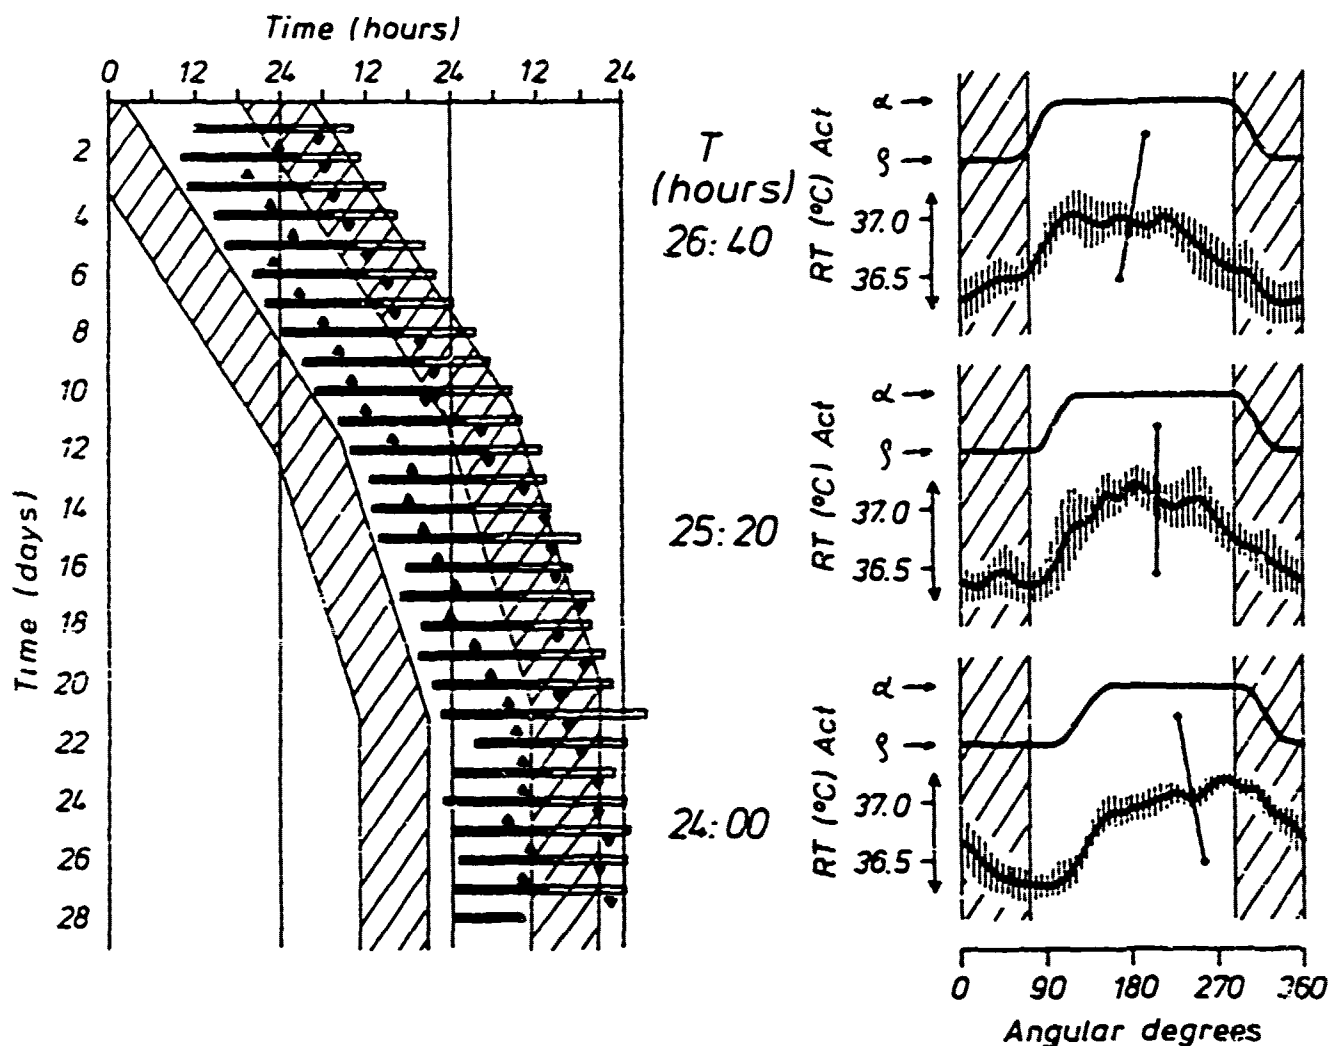 Time (hours)
0 12 24 12 24 12 24
Time (days)
2
4
6
8
10
12
14
16
18
20
22
24
26
28
T
(hours)
26:40
25:20
24:00
α
ρ
RT (°C) Act
37.0
36.5
α
ρ
RT (°C) Act
37.0
36.5
α
ρ
RT (°C) Act
37.0
36.5
0 90 180 270 360
Angular degrees